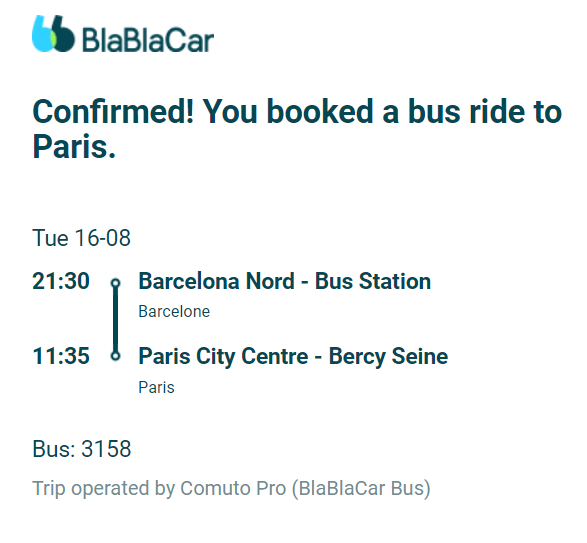 BlaBlaCar
Confirmed! You booked a bus ride to
Paris.
Tue 16-08
21:30 Barcelona Nord - Bus Station
Barcelone
11:35 Paris City Centre - Bercy Seine
Paris
Bus: 3158
Trip operated by Comuto Pro (BlaBlaCar Bus)